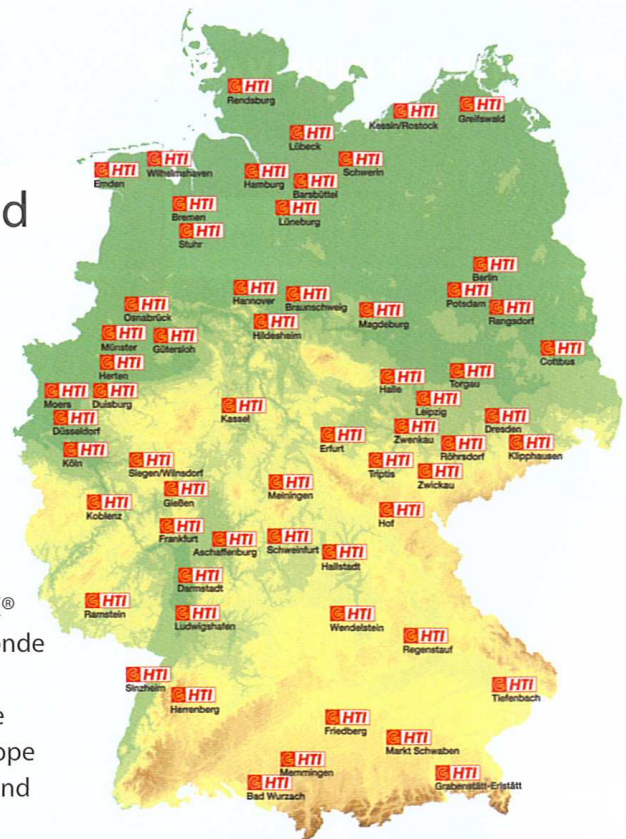 HTI
Rendsburg
HTI
Greifswald
HTI
Kessin/Rostock
HTI
Lübeck
HTI
Schwerin
HTI
Wilhelmshaven
HTI
Emden
HTI
Hamburg
HTI
Barsbüttel
HTI
Bremen
HTI
Lüneburg
d
HTI
Stuhr
HTI
Berlin
HTI
Hannover
HTI
Braunschweig
HTI
Potsdam
HTI
Rangsdorf
HTI
Osnabrück
HTI
Magdeburg
HTI
Hildesheim
HTI
Münster
HTI
Gütersloh
HTI
Cottbus
HTI
Herten
HTI
Halle
HTI
Torgau
HTI
Moers
HTI
Duisburg
HTI
Leipzig
HTI
Kassel
HTI
Düsseldorf
HTI
Dresden
HTI
Zwenkau
HTI
Erfurt
HTI
Röhrsdorf
HTI
Klipphausen
HTI
Köln
HTI
Siegen/Wilnsdorf
HTI
Triptis
HTI
Zwickau
HTI
Meiningen
HTI
Gießen
HTI
Koblenz
HTI
Hof
HTI
Frankfurt
HTI
Aschaffenburg
HTI
Schweinfurt
HTI
Hallstadt
HTI
Darmstadt
HTI
Ramstein
®
HTI
Ludwigshafen
HTI
Wendelstein
HTI
Regenstauf
onde
HTI
Sinzheim
HTI
Herrenberg
HTI
Tiefenbach
e
HTI
Friedberg
HTI
Markt Schwaben
ppe
HTI
Memmingen
HTI
Grabenstätt-Erlstätt
HTI
Bad Wurzach
nd